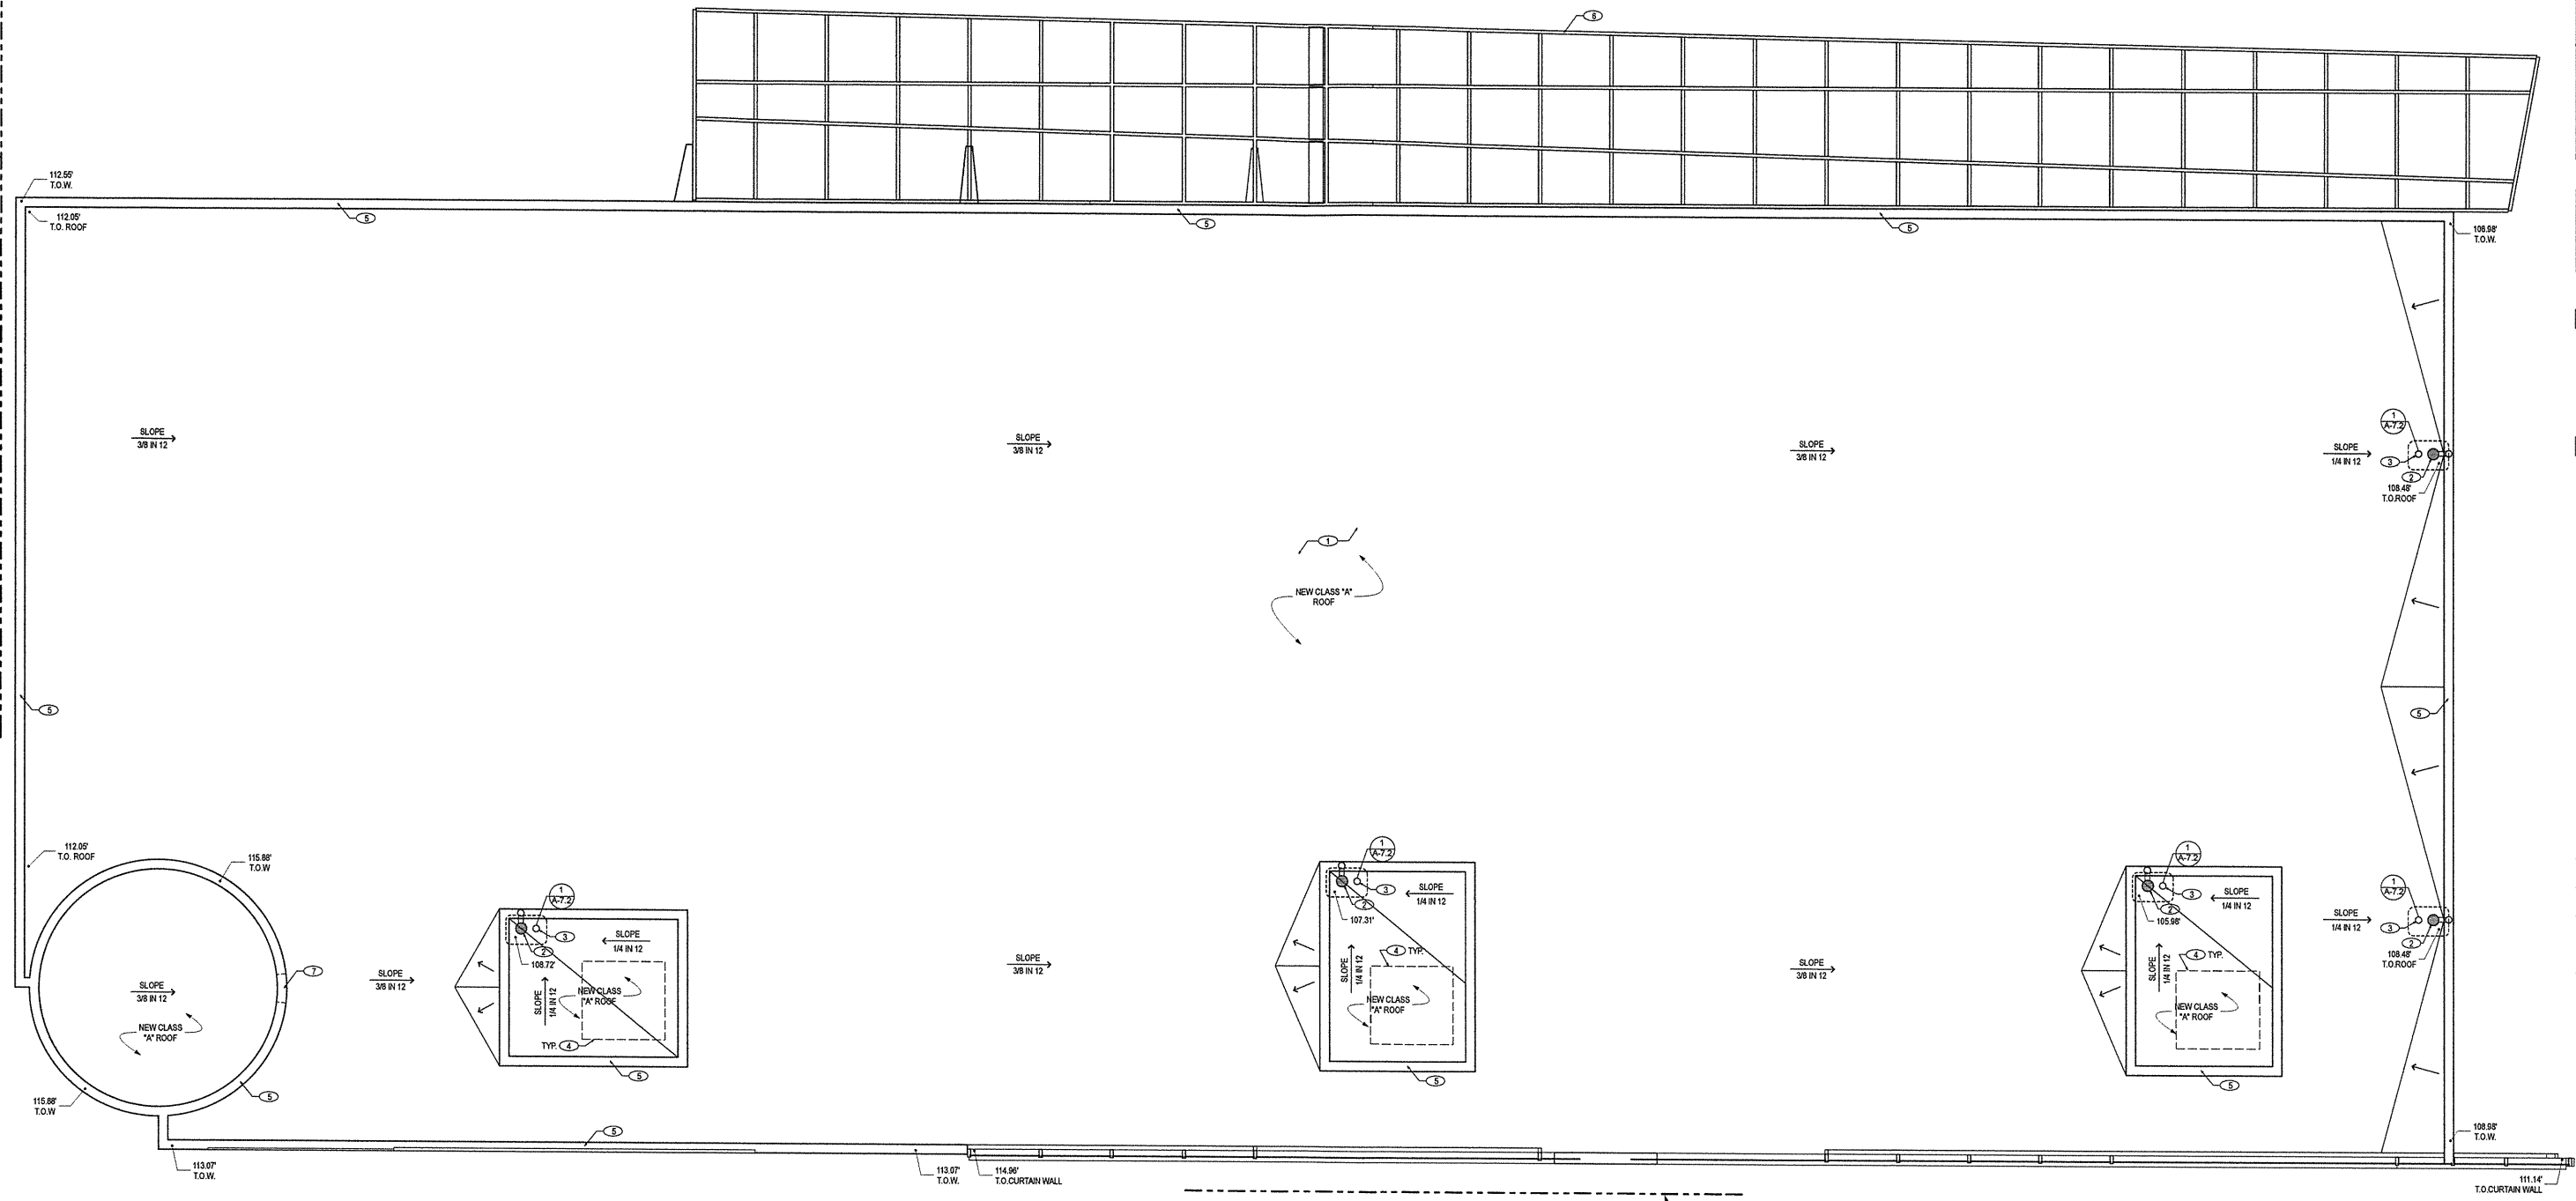 6
112.55'
T.O.W.
112.05'
T.O. ROOF
5
5
5
108.98'
T.O.W.
SLOPE
3/8 IN 12
SLOPE
3/8 IN 12
SLOPE
3/8 IN 12
SLOPE
1/4 IN 12
1
A-7.2
3
2
108.48'
T.O.ROOF
1
NEW CLASS "A"
ROOF
5
5
112.05'
T.O. ROOF
115.88'
T.O.W
1
A-7.2
3
2
108.72'
SLOPE
1/4 IN 12
SLOPE
1/4 IN 12
NEW CLASS
"A" ROOF
TYP. 4
5
1
A-7.2
3
2
107.31'
SLOPE
1/4 IN 12
SLOPE
1/4 IN 12
4 TYP.
NEW CLASS
"A" ROOF
5
1
A-7.2
3
2
105.98'
SLOPE
1/4 IN 12
SLOPE
1/4 IN 12
4 TYP.
NEW CLASS
"A" ROOF
5
SLOPE
1/4 IN 12
1
A-7.2
3
2
108.48'
T.O.ROOF
7
SLOPE
3/8 IN 12
SLOPE
3/8 IN 12
SLOPE
3/8 IN 12
SLOPE
3/8 IN 12
NEW CLASS
"A" ROOF
115.88'
T.O.W
5
5
113.07'
T.O.W.
113.07'
T.O.W.
114.96'
T.O.CURTAIN WALL
108.98'
T.O.W.
111.14'
T.O.CURTAIN WALL